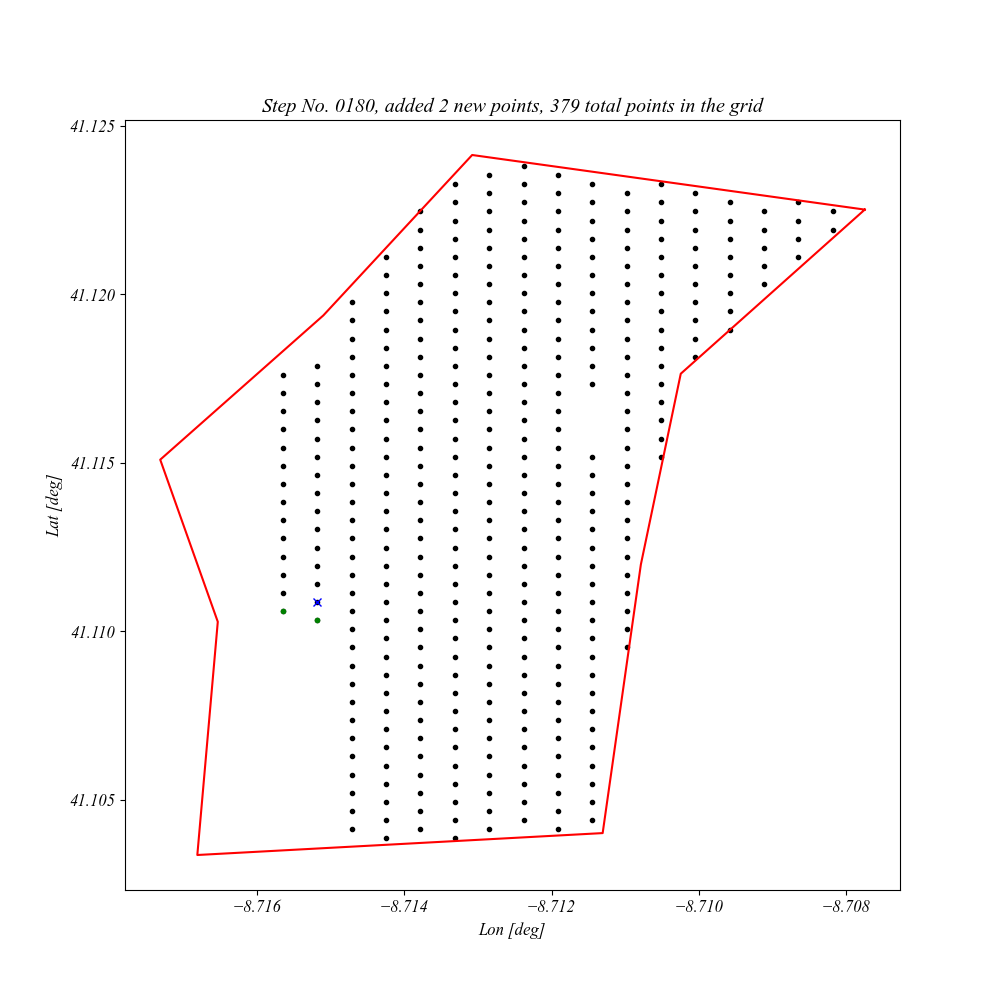 Step No. 0180, added 2 new points, 379 total points in the grid
41.125
41.120
41.115
41.110
41.105
Lat [deg]
−8.716 −8.714 −8.712 −8.710 −8.708
Lon [deg]